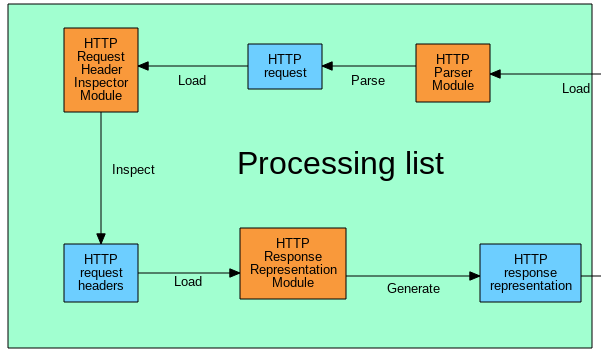 HTTP
Request
Header
Inspector
Module
Load
HTTP
request
Parse
HTTP
Parser
Module
Load
Inspect
Processing list
HTTP
request
headers
Load
HTTP
Response
Representation
Module
Generate
HTTP
response
representation